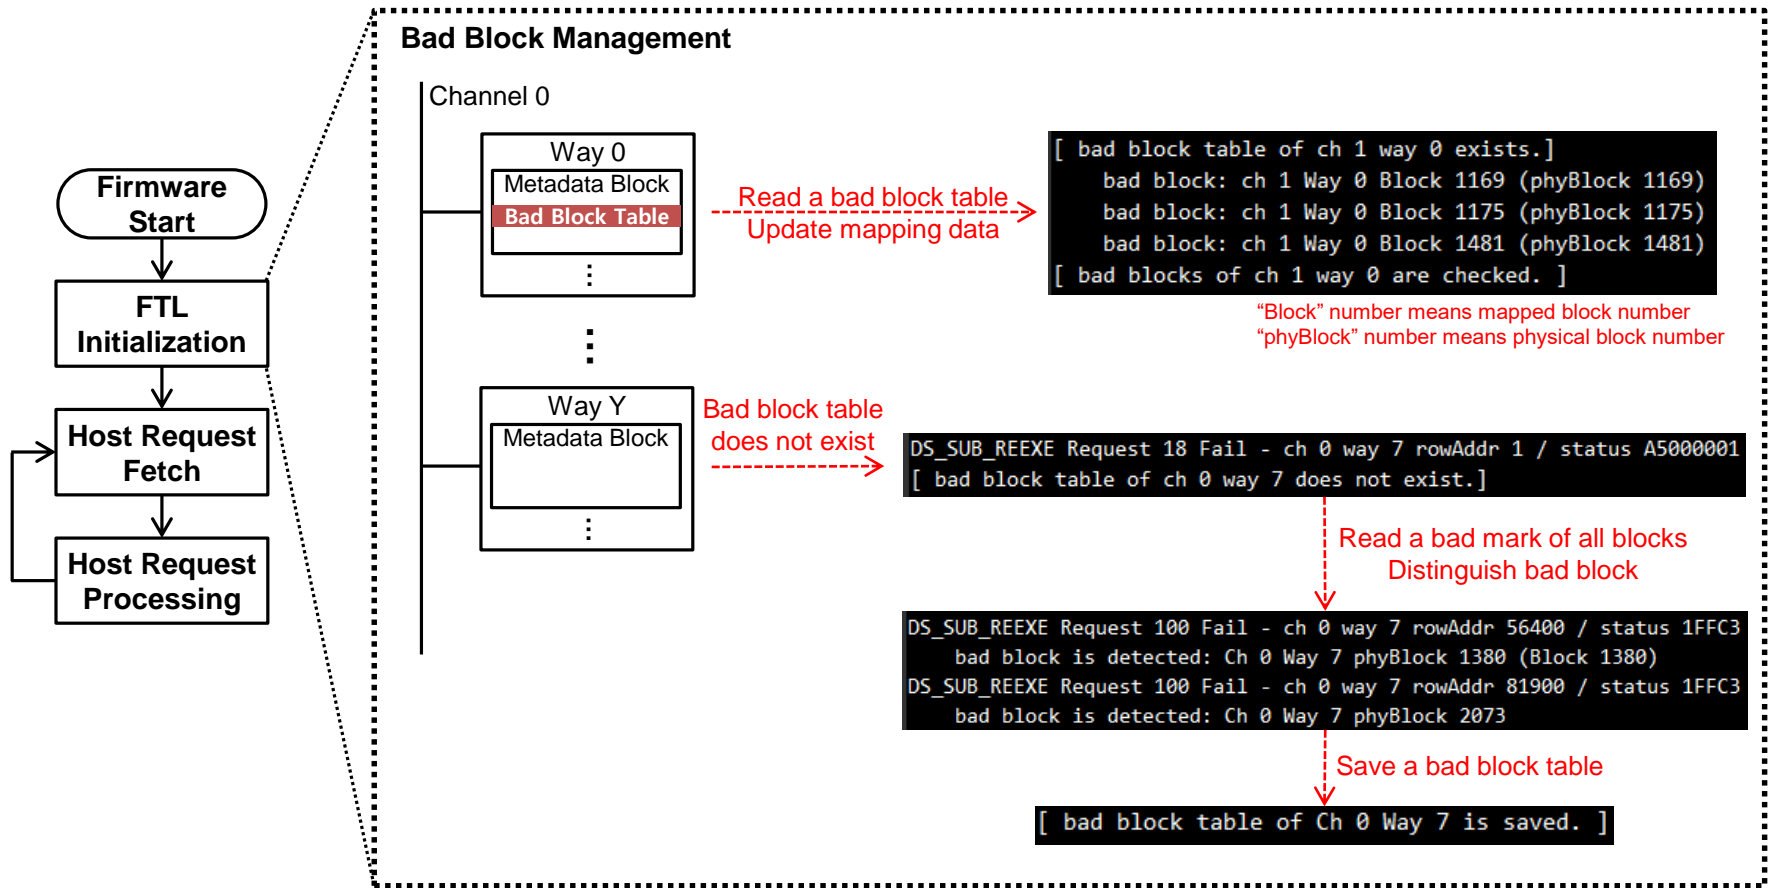 Bad Block Management
Channel 0
Firmware
Start
FTL
Initialization
Host Request
Fetch
Host Request
Processing
Way 0
Metadata Block
Bad Block Table
Read a bad block table
Update mapping data
[ bad block table of ch 1 way 0 exists.]
bad block: ch 1 Way 0 Block 1169 (phyBlock 1169)
bad block: ch 1 Way 0 Block 1175 (phyBlock 1175)
bad block: ch 1 Way 0 Block 1481 (phyBlock 1481)
[ bad blocks of ch 1 way 0 are checked. ]
“Block” number means mapped block number
“phyBlock” number means physical block number
Way Y
Metadata Block
Bad block table
does not exist
DS_SUB_REEXE Request 18 Fail - ch 0 way 7 rowAddr 1 / status A5000001
[ bad block table of ch 0 way 7 does not exist.]
Read a bad mark of all blocks
Distinguish bad block
DS_SUB_REEXE Request 100 Fail - ch 0 way 7 rowAddr 56400 / status 1FFC3
bad block is detected: Ch 0 Way 7 phyBlock 1380 (Block 1380)
DS_SUB_REEXE Request 100 Fail - ch 0 way 7 rowAddr 81900 / status 1FFC3
bad block is detected: Ch 0 Way 7 phyBlock 2073
Save a bad block table
[ bad block table of Ch 0 Way 7 is saved. ]